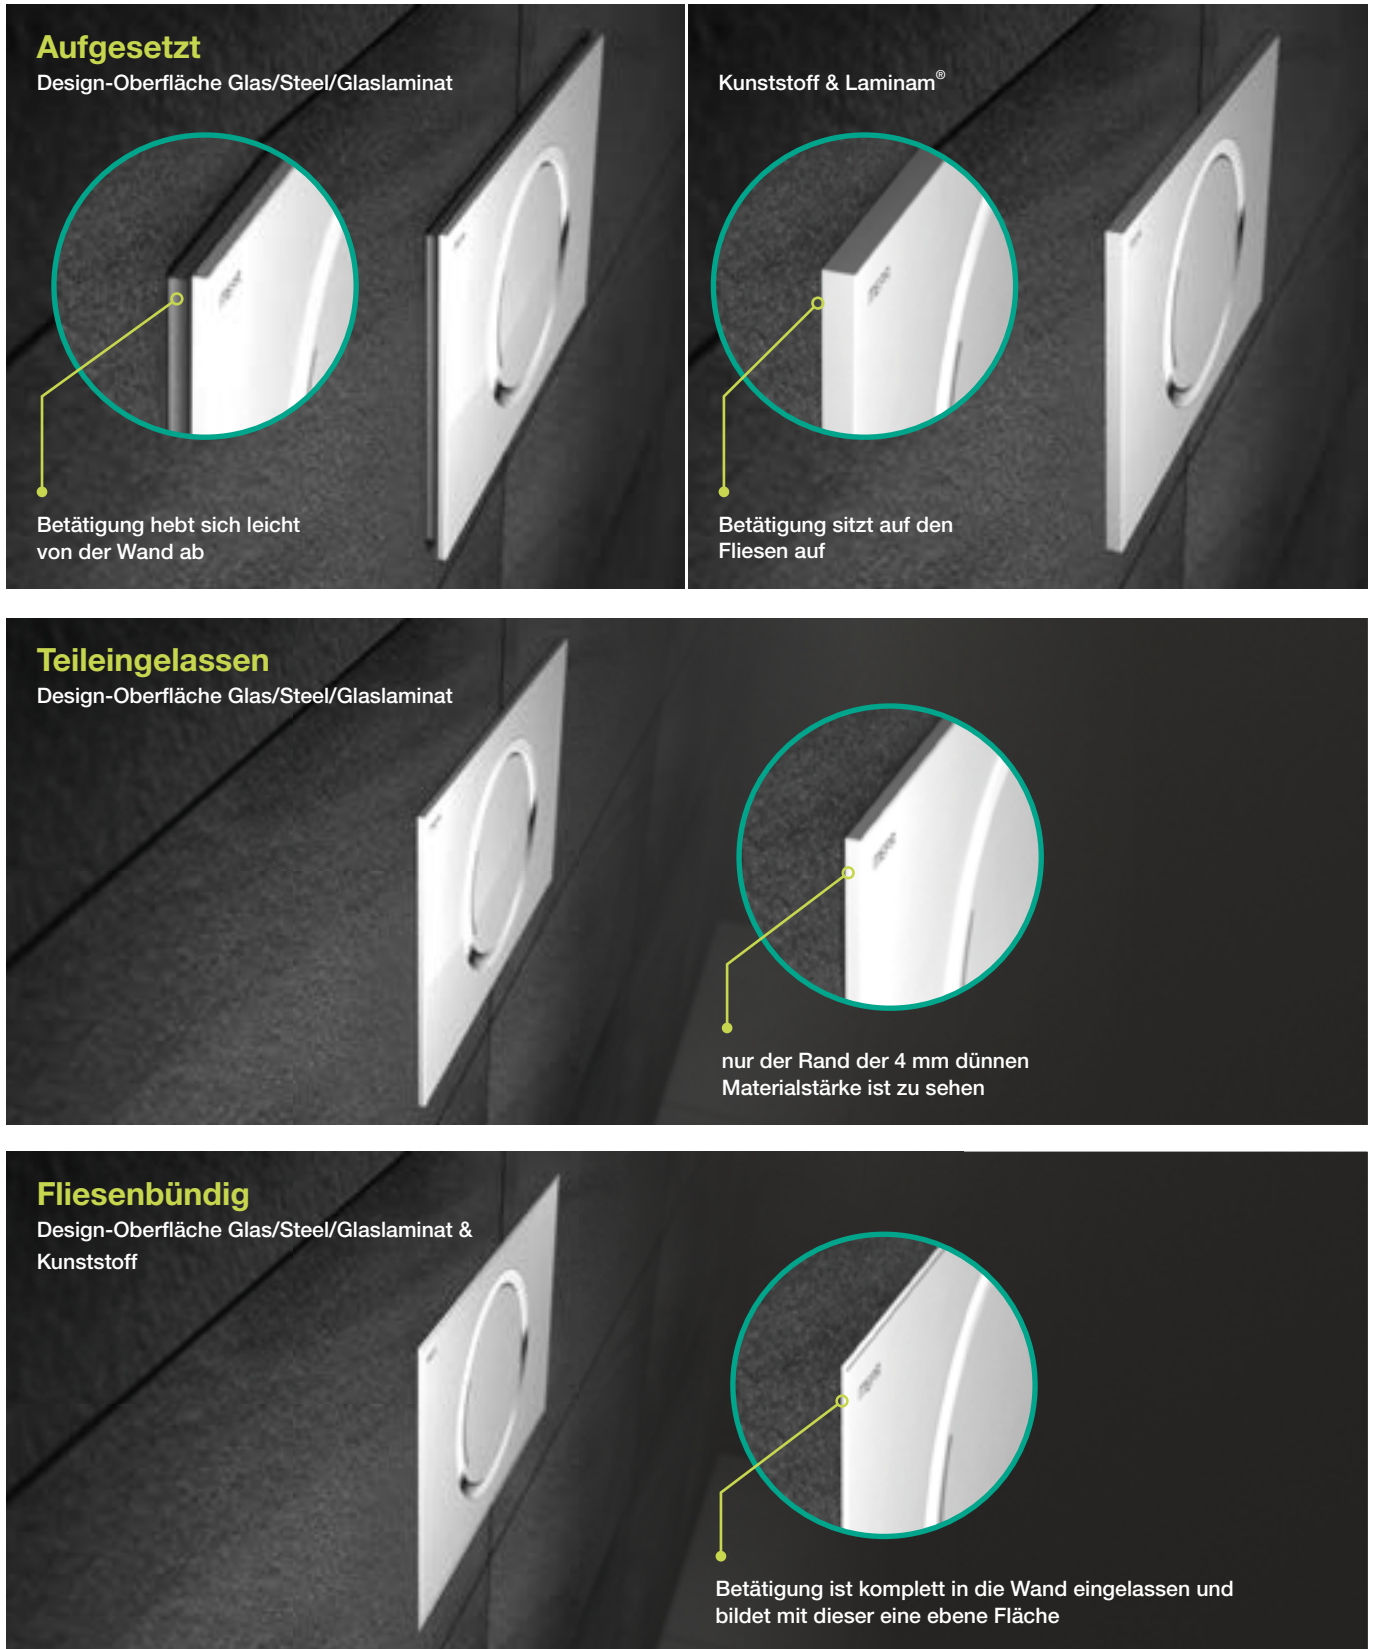 Aufgesetzt
Design-Oberfläche Glas/Steel/Glaslaminat
Betätigung hebt sich leicht
von der Wand ab
Kunststoff & Laminam®
Betätigung sitzt auf den
Fliesen auf
Teileingelassen
Design-Oberfläche Glas/Steel/Glaslaminat
nur der Rand der 4 mm dünnen
Materialstärke ist zu sehen
Fliesenbündig
Design-Oberfläche Glas/Steel/Glaslaminat &
Kunststoff
Betätigung ist komplett in die Wand eingelassen und
bildet mit dieser eine ebene Fläche